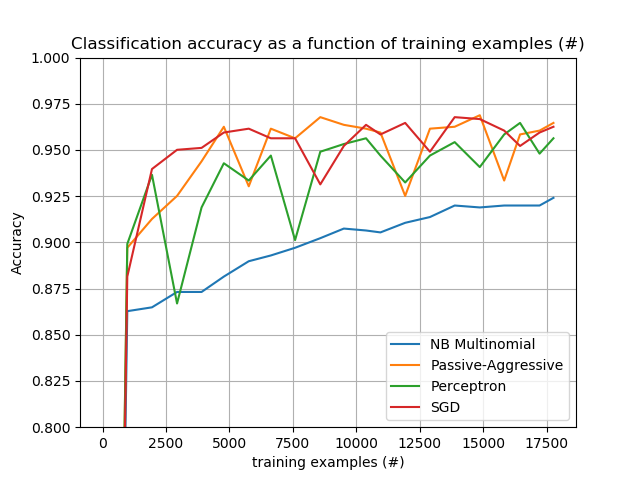 Classification accuracy as a function of training examples (#)
1.000
0.975
0.950
0.925
0.900
0.875
0.850
0.825
0.800
Accuracy
NB Multinomial
Passive-Aggressive
Perceptron
SGD
0 2500 5000 7500 10000 12500 15000 17500
training examples (#)